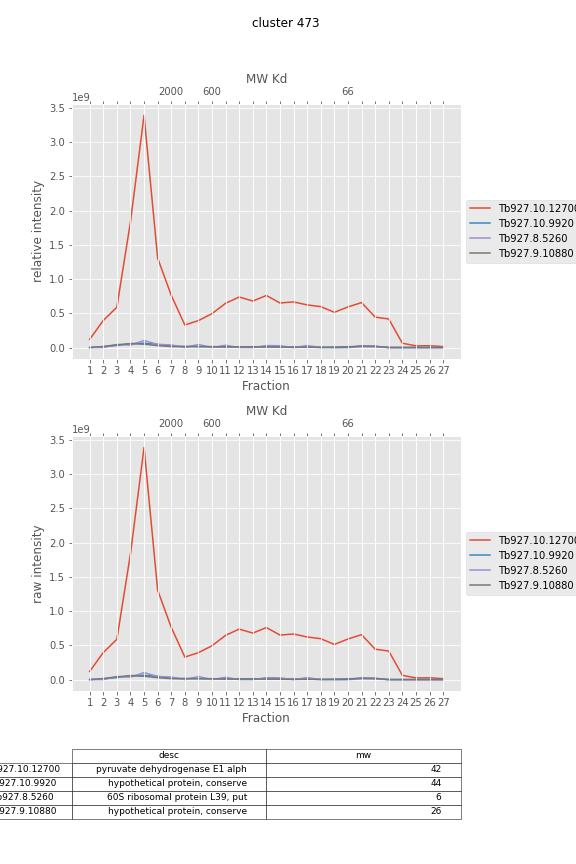 cluster 473
MW Kd
2000 600 66
1e9
3.5
3.0
2.5
2.0
1.5
1.0
0.5
0.0
relative intensity
1 2 3 4 5 6 7 8 9 10 11 12 13 14 15 16 17 18 19 20 21 22 23 24 25 26 27
Fraction
Tb927.10.12700
Tb927.10.9920
Tb927.8.5260
Tb927.9.10880
MW Kd
2000 600 66
1e9
3.5
3.0
2.5
2.0
1.5
1.0
0.5
0.0
raw intensity
1 2 3 4 5 6 7 8 9 10 11 12 13 14 15 16 17 18 19 20 21 22 23 24 25 26 27
Fraction
Tb927.10.12700
Tb927.10.9920
Tb927.8.5260
Tb927.9.10880
desc mw
927.10.12700 pyruvate dehydrogenase E1 alph 42
927.10.9920 hypothetical protein, conserve 44
b927.8.5260 60S ribosomal protein L39, put 6
927.9.10880 hypothetical protein, conserve 26